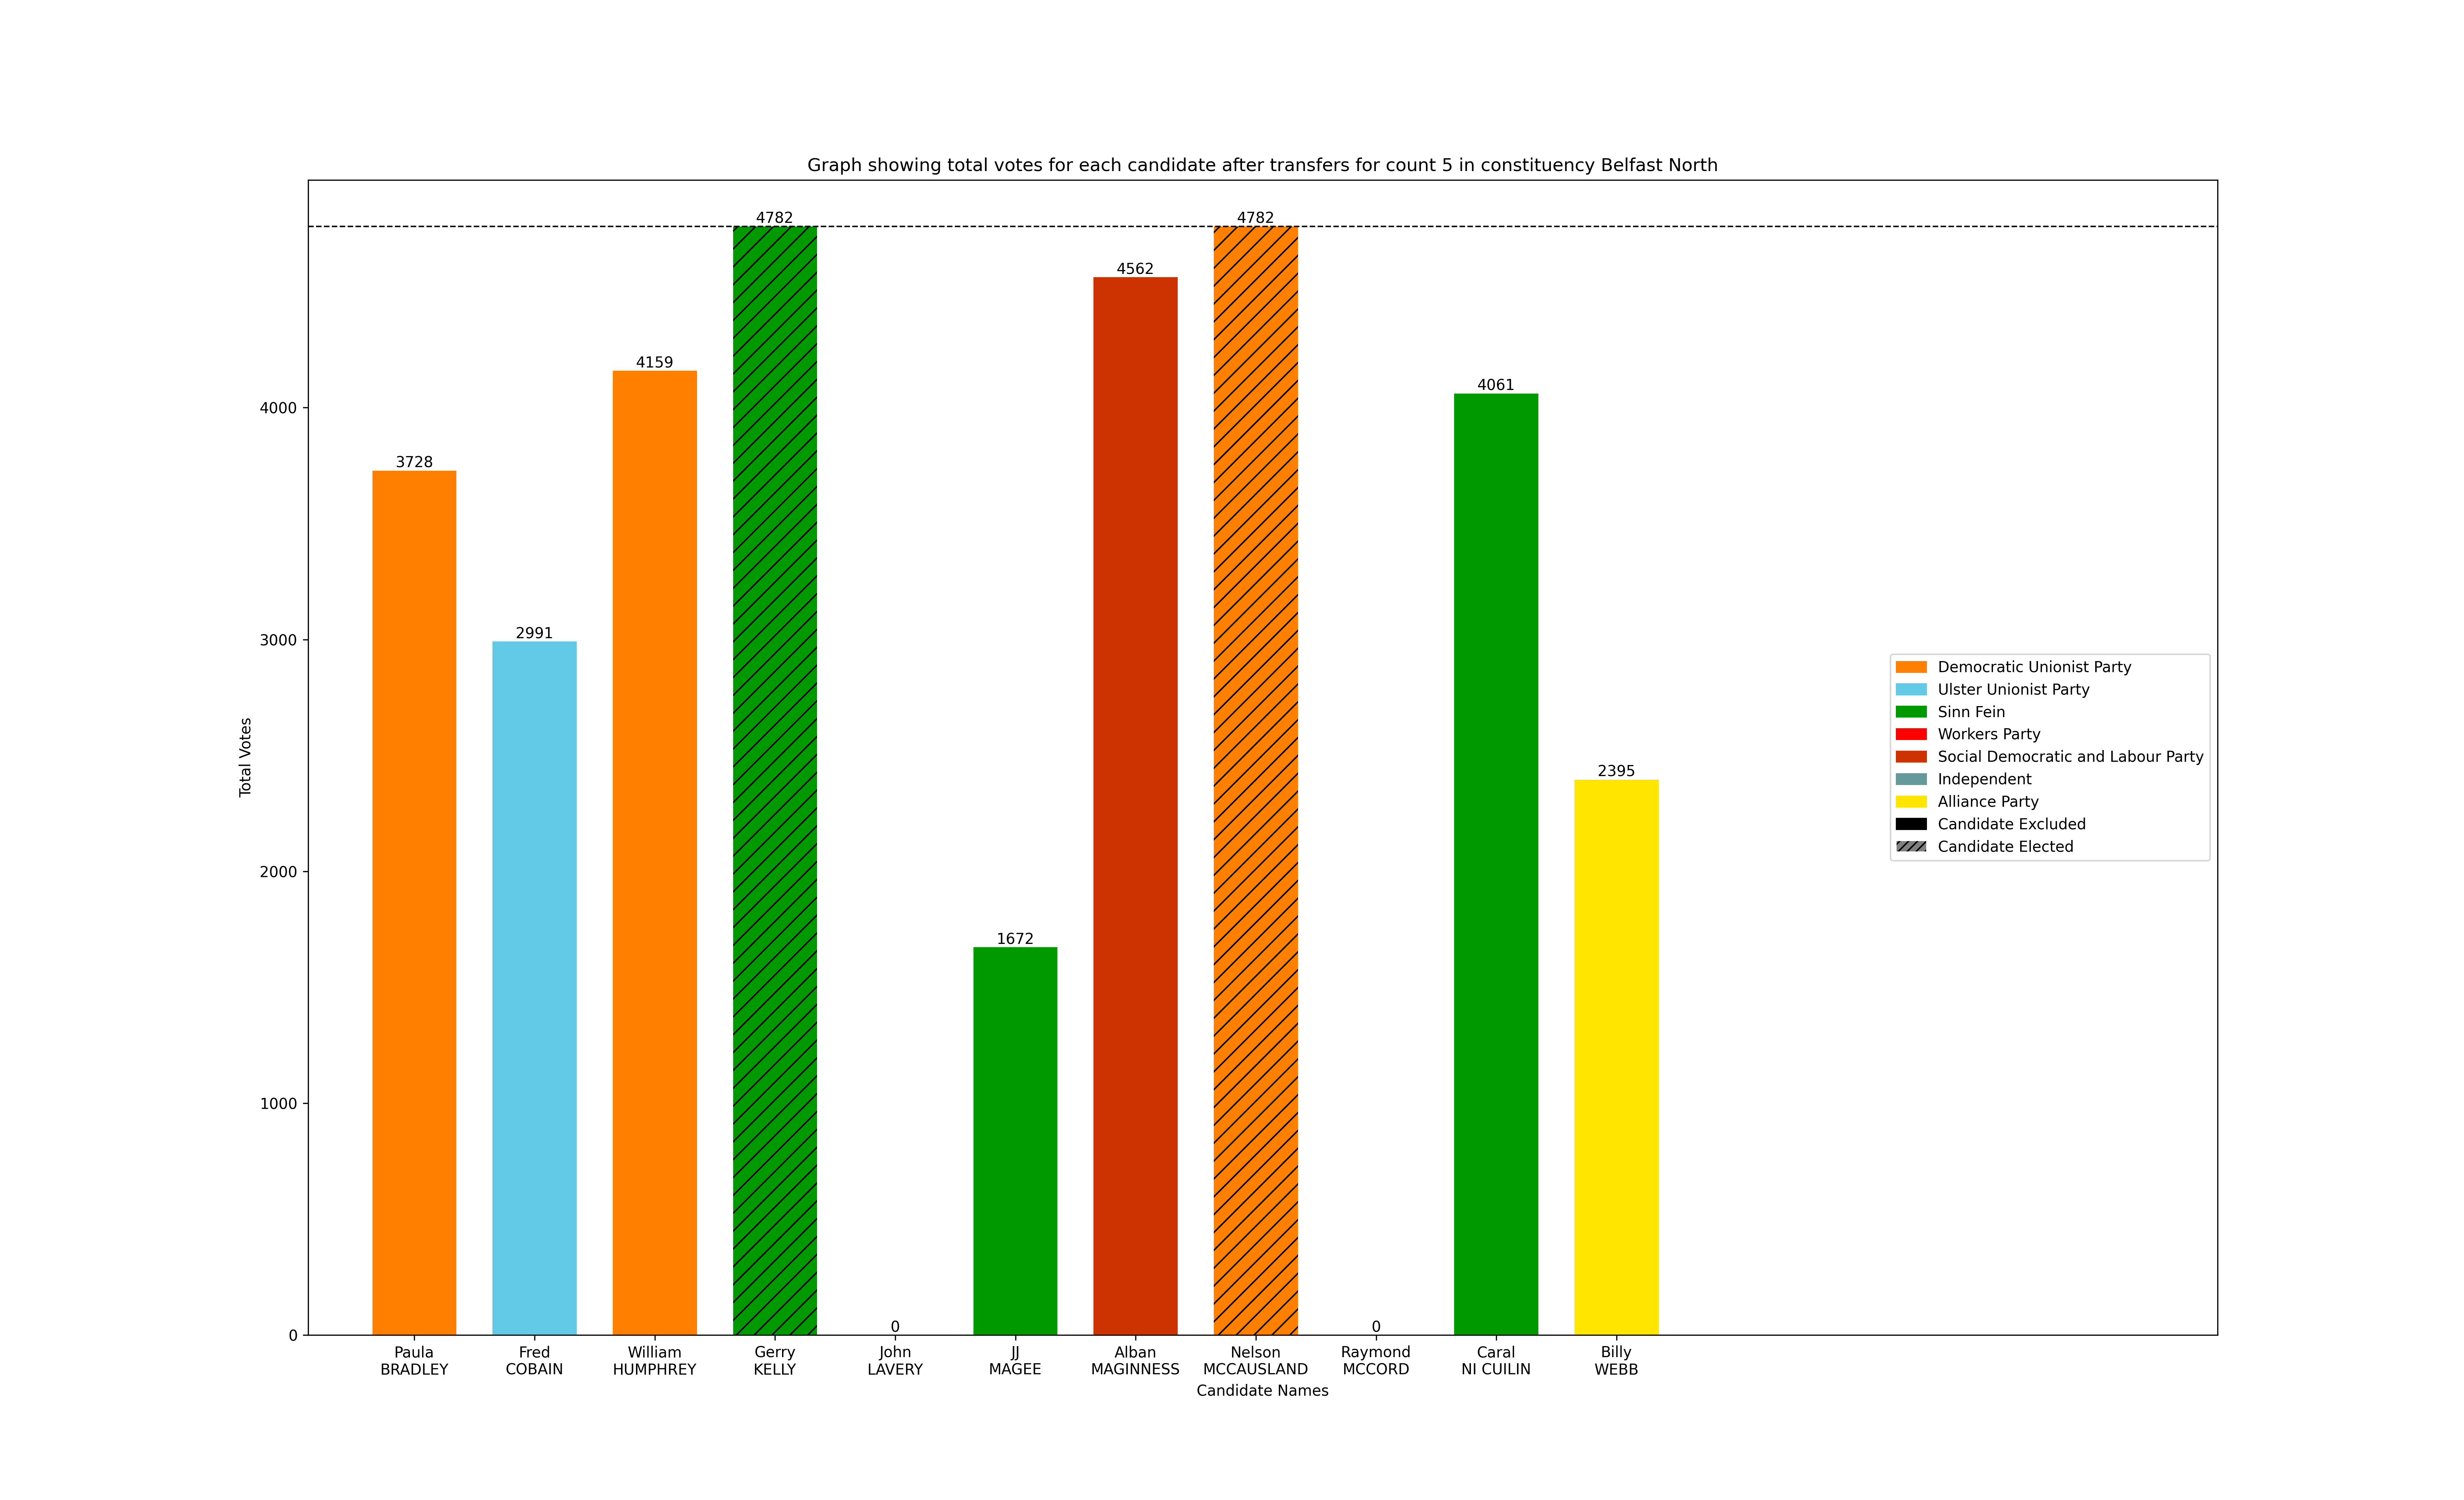 Graph showing total votes for each candidate after transfers for count 5 in constituency Belfast North
4782
4782
4562
4159
4061
3728
2991
2395
1672
0
0
4000
3000
2000
1000
0
Total Votes
Democratic Unionist Party
Ulster Unionist Party
Sinn Fein
Workers Party
Social Democratic and Labour Party
Independent
Alliance Party
Candidate Excluded
Candidate Elected
Paula
BRADLEY
Fred
COBAIN
William
HUMPHREY
Gerry
KELLY
John
LAVERY
JJ
MAGEE
Alban
MAGINNESS
Nelson
MCCAUSLAND
Raymond
MCCORD
Caral
NI CUILIN
Billy
WEBB
Candidate Names